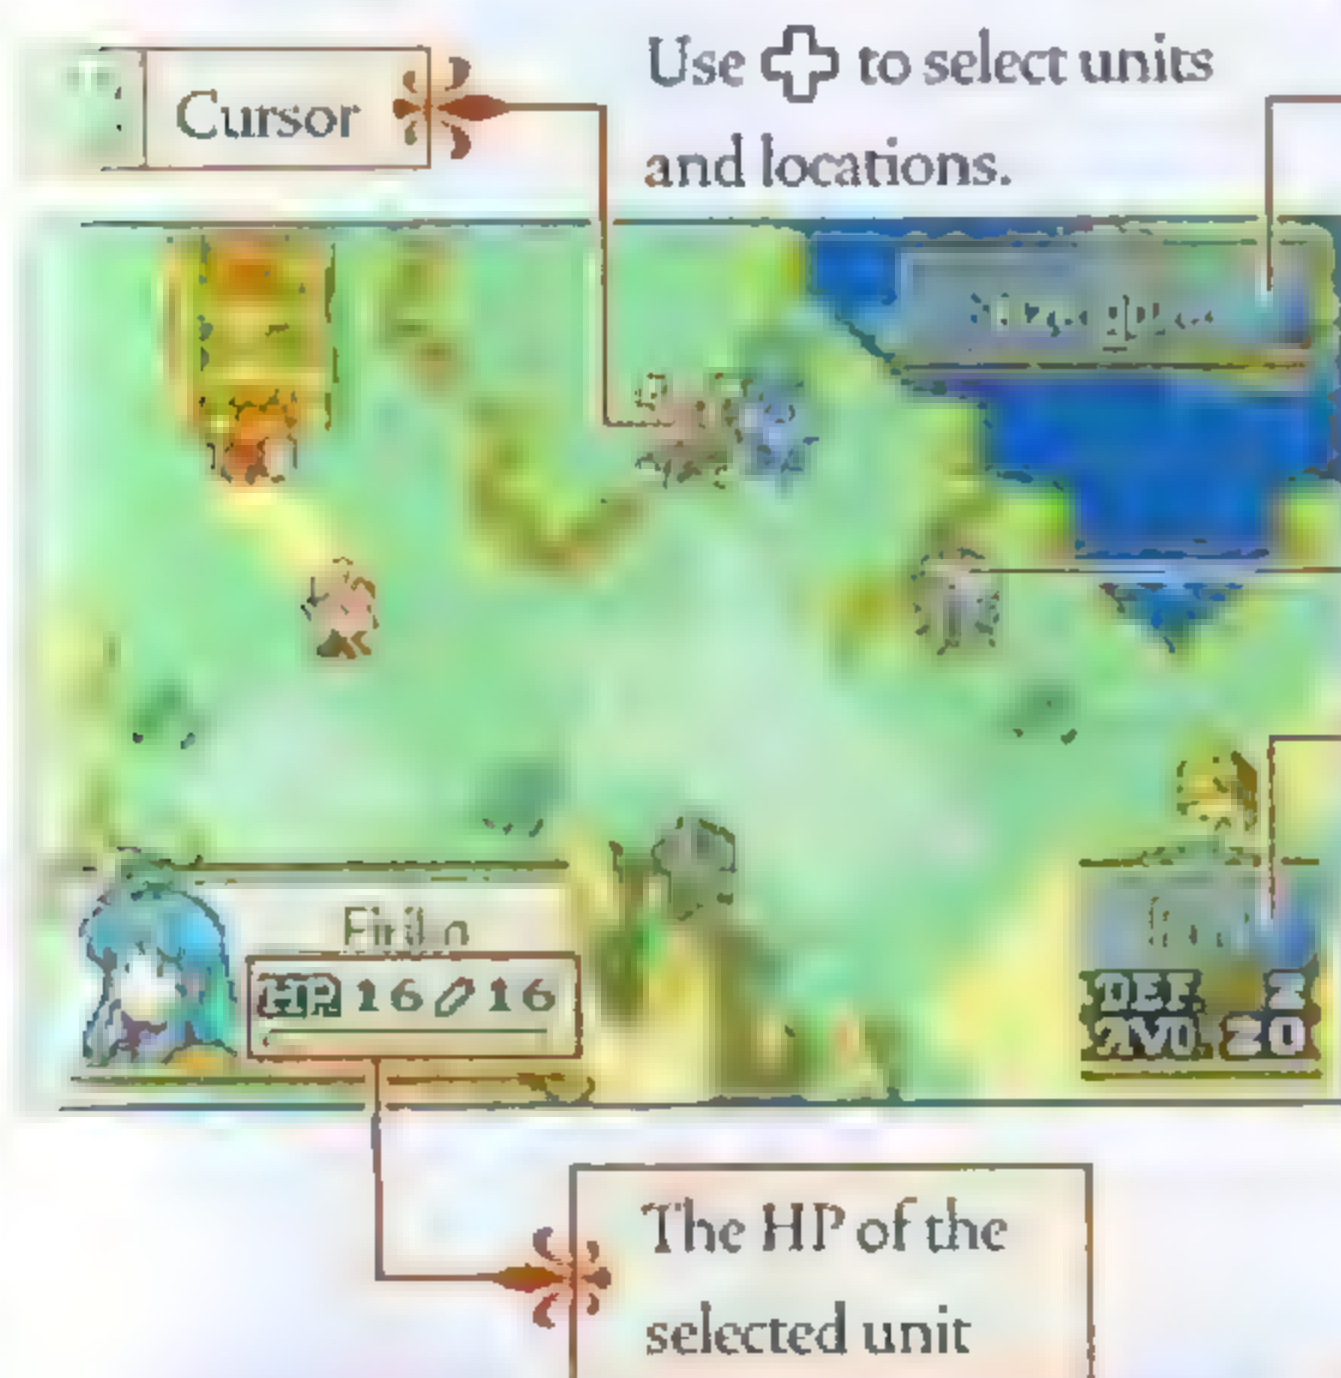 Cursor
Use to select units
and locations.
HP 16/16
DEF. 2
AVO. 20
The HP of the
selected unit